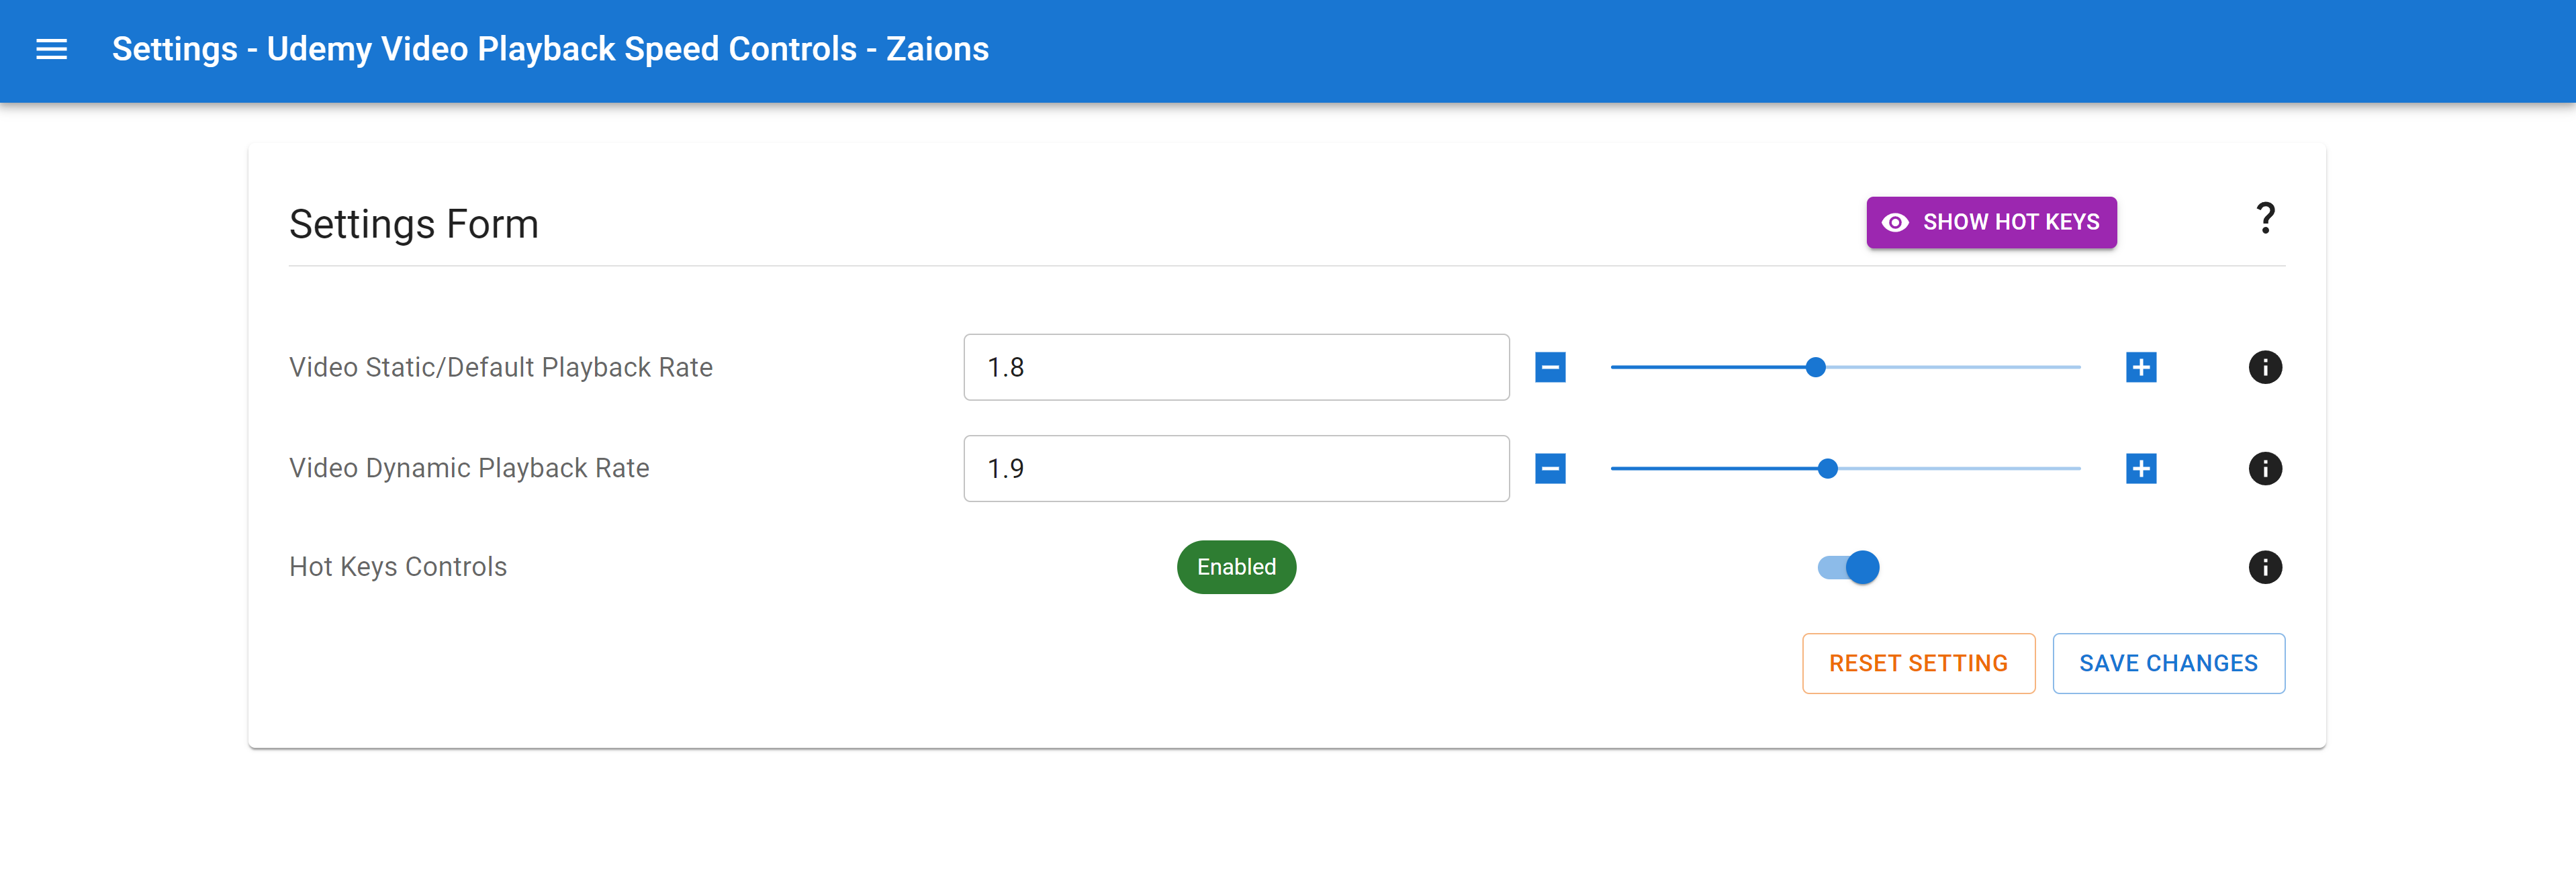 Settings - Udemy Video Playback Speed Controls - Zaions
Settings Form
SHOW HOT KEYS
?
Video Static/Default Playback Rate
1.8
Video Dynamic Playback Rate
1.9
Hot Keys Controls
Enabled
RESET SETTING
SAVE CHANGES